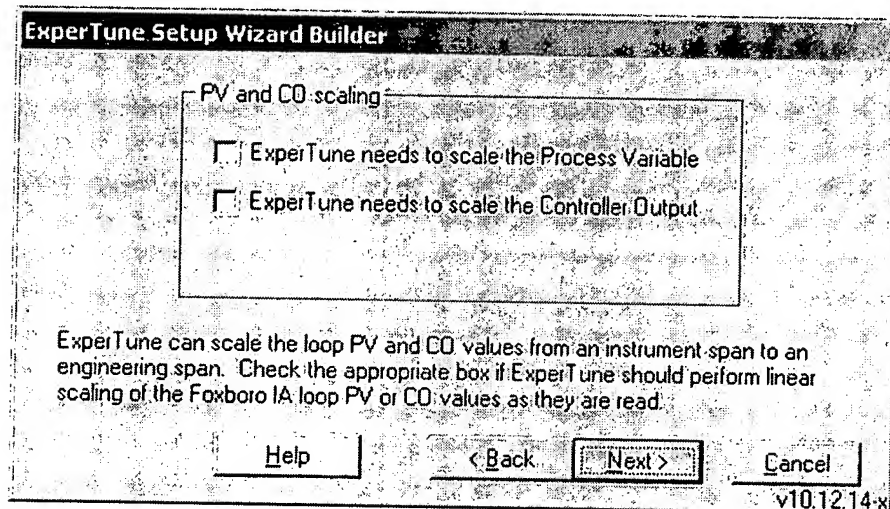 ExperTune Setup Wizard Builder
PV and CO scaling
ExperTune needs to scale the Process Variable
ExperTune needs to scale the Controller Output
ExperTune can scale the loop PV and CO values from an instrument span to an
engineering span. Check the appropriate box if ExperTune should perform linear
scaling of the Foxboro IA loop PV or CO values as they are read.
Help
< Back
Next >
Cancel
v10.12.14-x